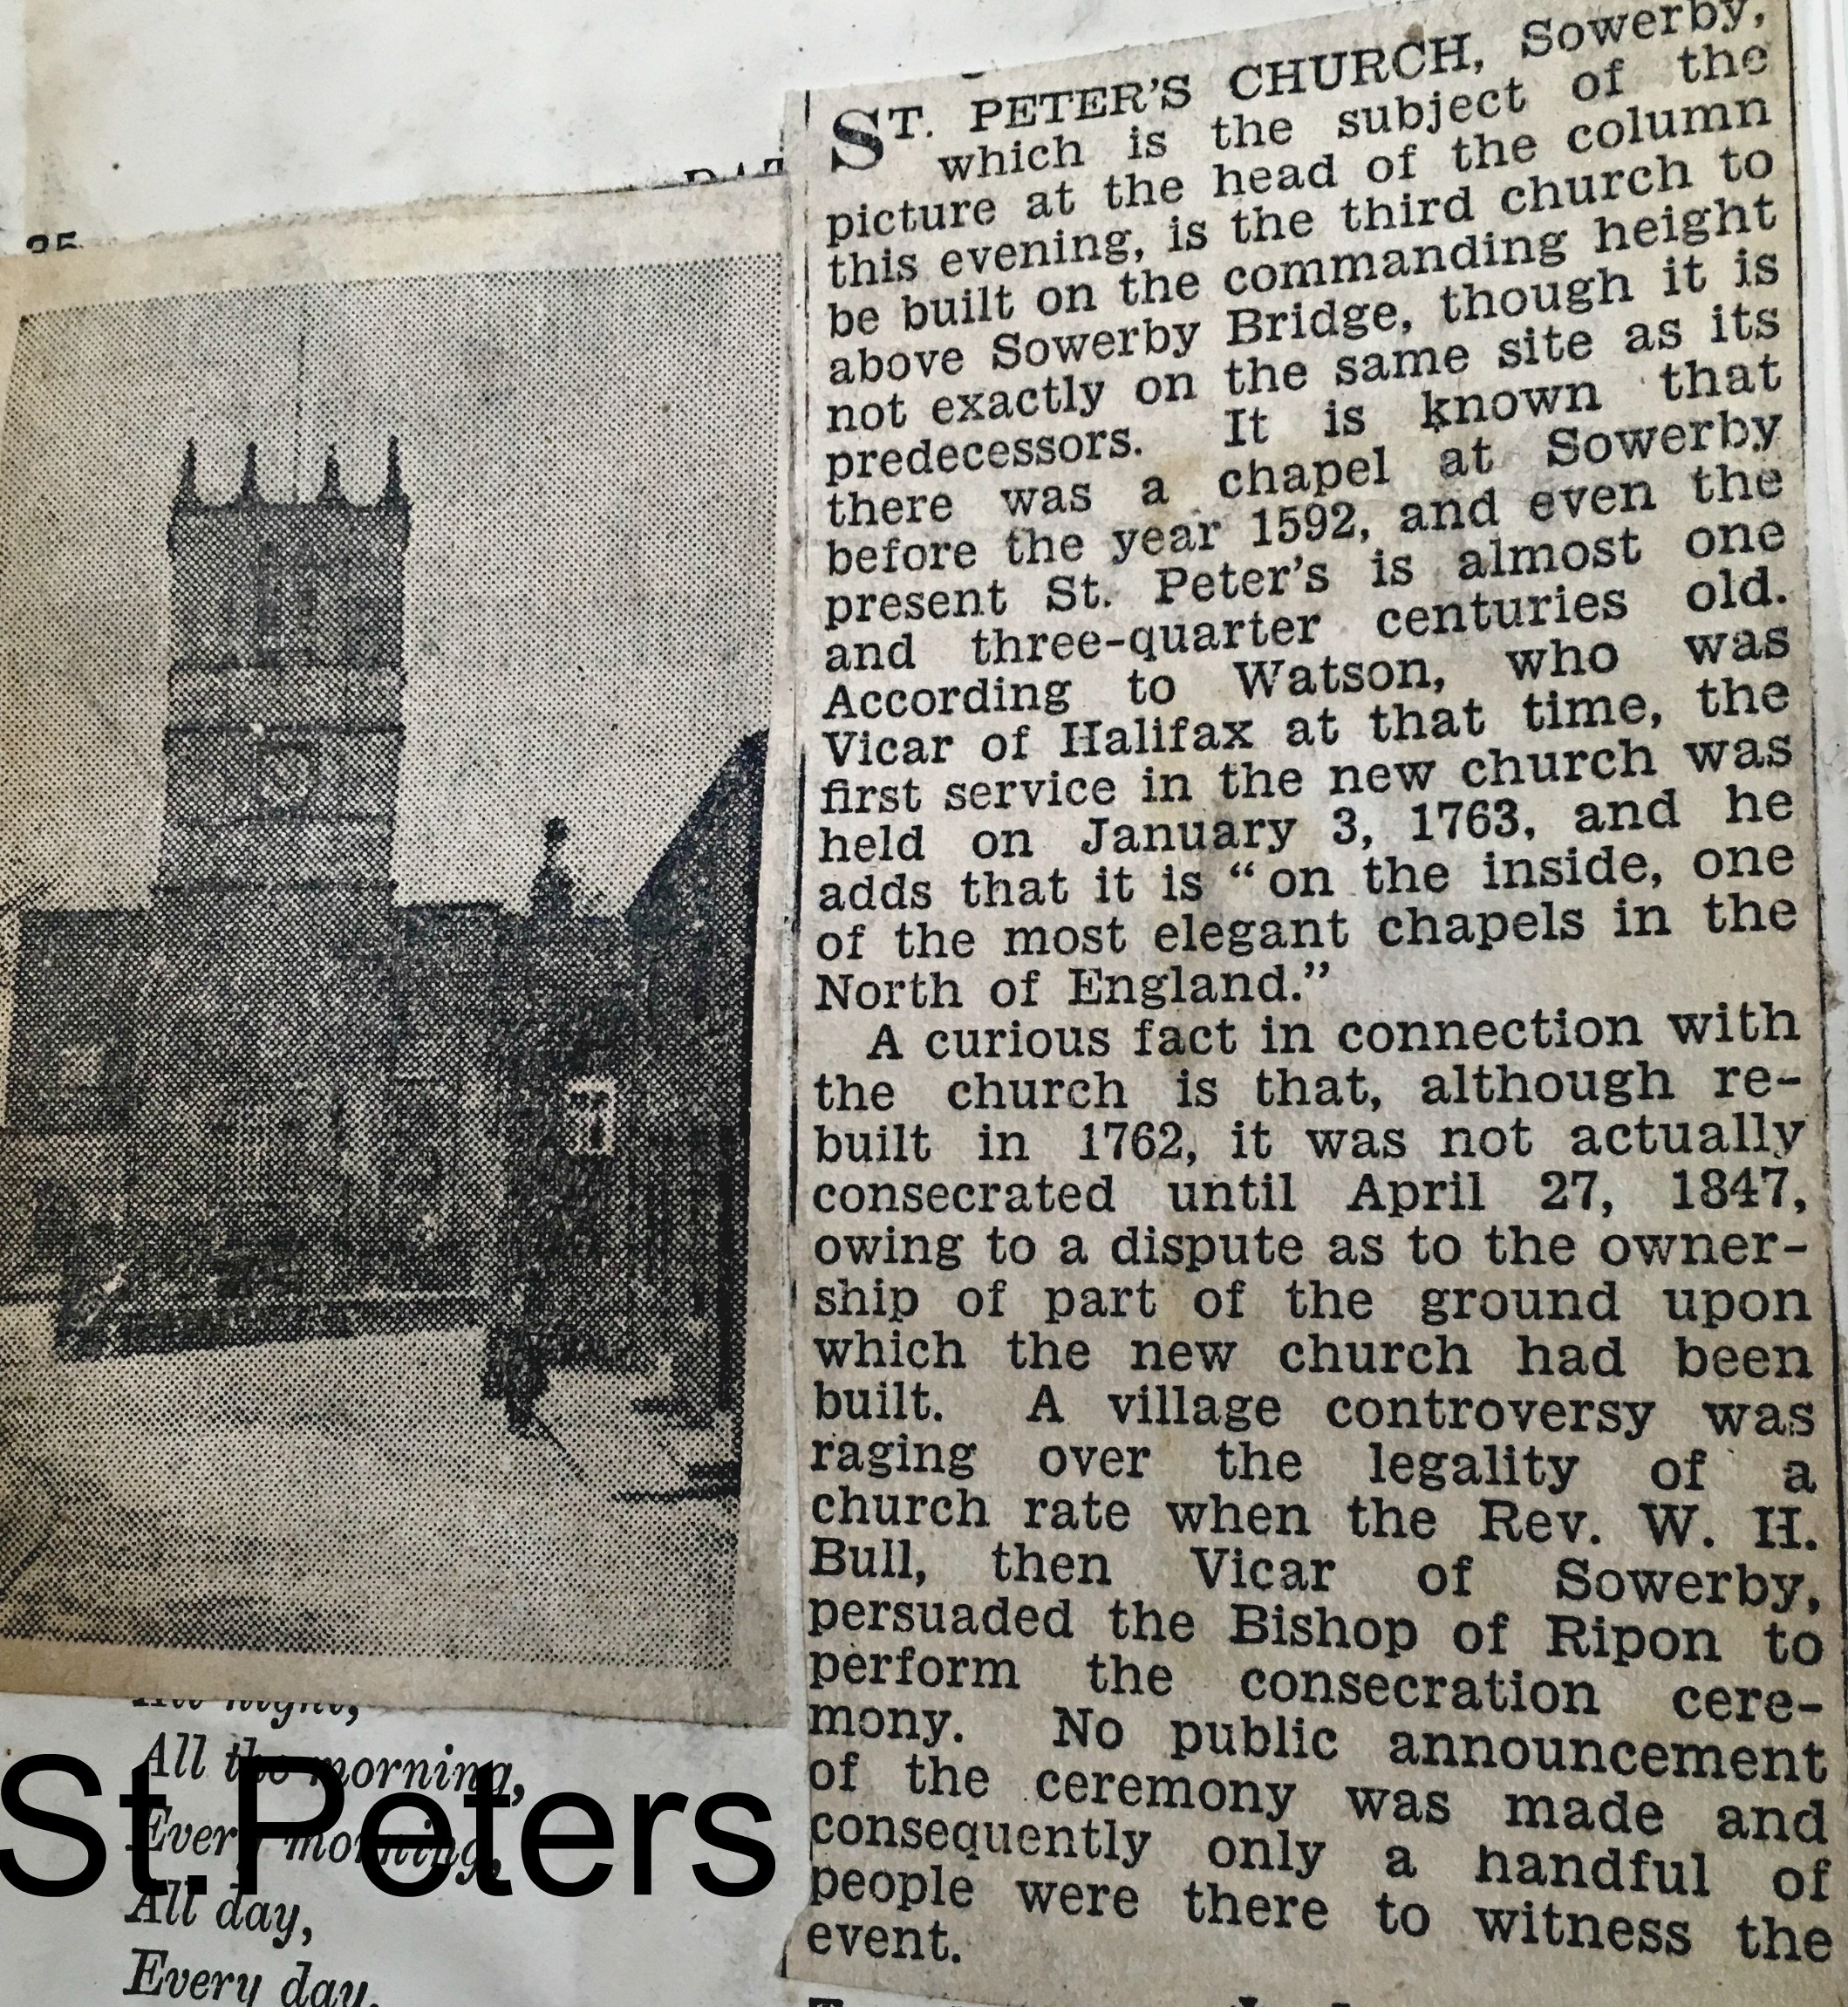 35
ST. PETER'S CHURCH, Sowerby,
which is the subject of the
picture at the head of the column
this evening, is the third church to
be built on the commanding height
above Sowerby Bridge, though it is
not exactly on the same site as its
predecessors. It is known that
there was a chapel at Sowerby
before the year 1592, and even the
present St. Peter's is almost one
and three-quarter centuries old.
According to Watson, who was
Vicar of Halifax at that time, the
first service in the new church was
held on January 3, 1763, and he
adds that it is “on the inside, one
of the most elegant chapels in the
North of England.”
A curious fact in connection with
the church is that, although re-
built in 1762, it was not actually
consecrated until April 27, 1847,
owing to a dispute as to the owner-
ship of part of the ground upon
which the new church had been
built. A village controversy was
raging over the legality of a
church rate when the Rev. W. H.
Bull, then Vicar of Sowerby,
persuaded the Bishop of Ripon to
perform the consecration cere-
mony. No public announcement
of the ceremony was made and
consequently only a handful of
people were there to witness the
event.
All night,
All the morning,
Every morning,
All day,
Every day,
St.Peters